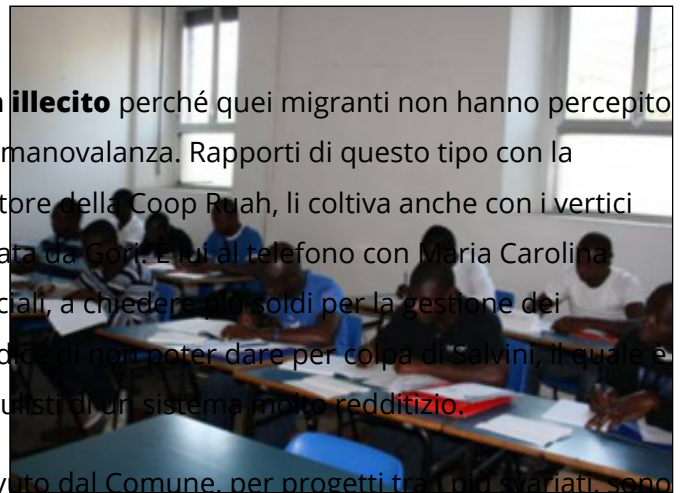 illecito perché quei migranti non hanno percepito
manovalanza. Rapporti di questo tipo con la
tore della Coop Ruah, li coltiva anche con i vertici
ata da Gori. È lui al telefono con Maria Carolina
ciali, a chiedere più soldi per la gestione dei
dice di non poter dare per colpa di Salvini, il quale è
ulisti di un sistema molto redditizio.
vuto dal Comune, per progetti tra i più svariati, sono